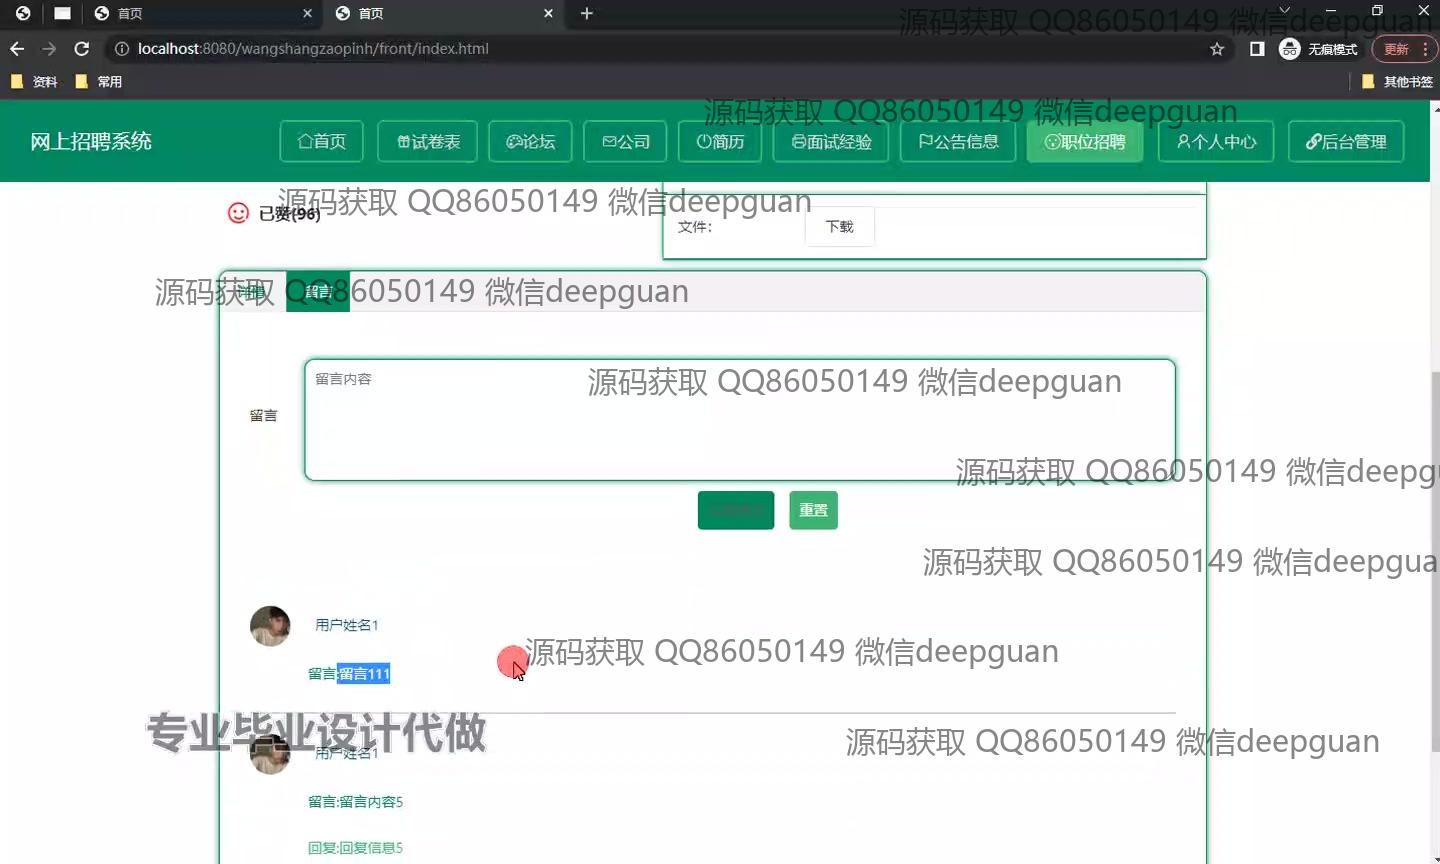 首页
首页
源码获取 QQ86050149 微信deepguan
localhost:8080/wangshangzaopinh/front/index.html
无痕模式
更新
资料
常用
其他书签
源码获取 QQ86050149 微信deepguan
网上招聘系统
首页
试卷表
论坛
公司
简历
面试经验
公告信息
职位招聘
个人中心
后台管理
源码获取 QQ86050149 微信deepguan
已赞(96)
文件：
下载
源码获取 QQ86050149 微信deepguan
详情
留言
留言内容
源码获取 QQ86050149 微信deepguan
留言
源码获取 QQ86050149 微信deepgu
重置
源码获取 QQ86050149 微信deepgua
用户姓名1
源码获取 QQ86050149 微信deepguan
留言:留言111
专业毕业设计代做
用户姓名1
源码获取 QQ86050149 微信deepguan
留言:留言内容5
回复:回复信息5